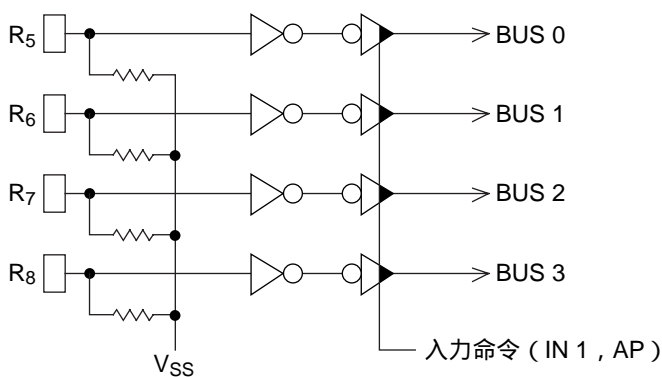 R5 BUS 0
R6 BUS 1
R7 BUS 2
R8 BUS 3
VSS
入力命令（IN 1 , AP）